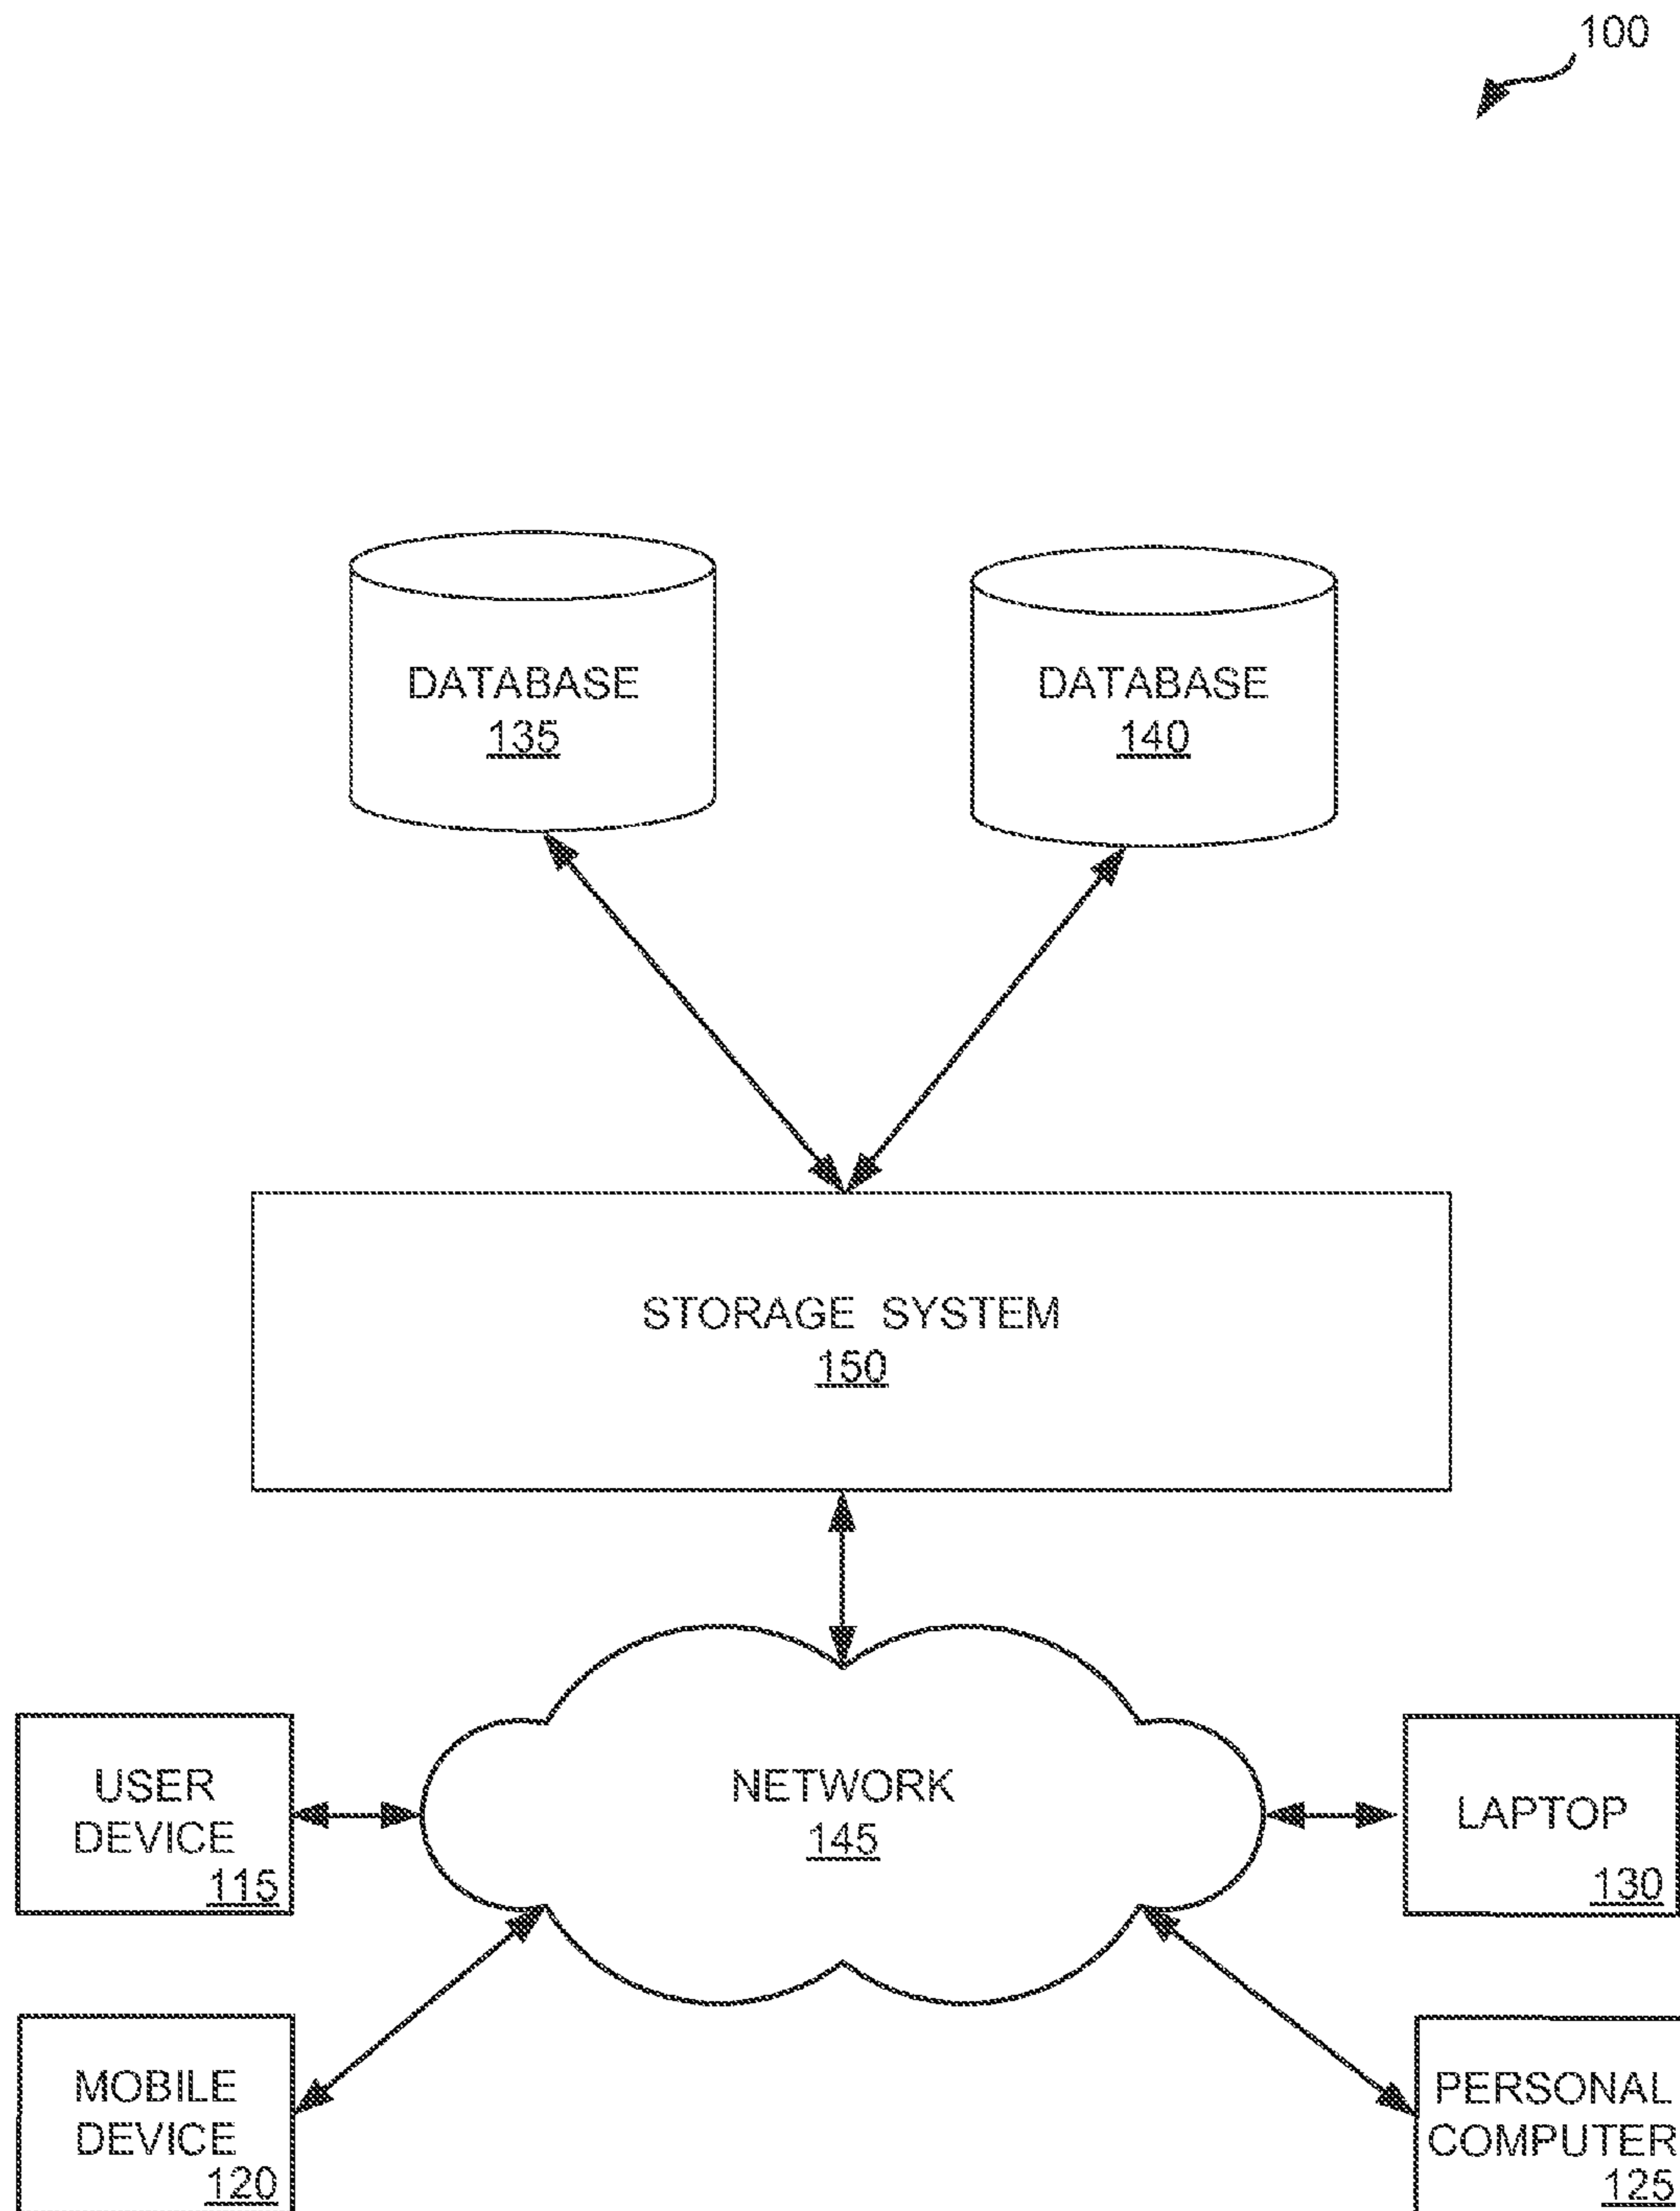 100
DATABASE
135
DATABASE
140
STORAGE SYSTEM
150
USER
DEVICE
115
NETWORK
145
LAPTOP
130
MOBILE
DEVICE
120
PERSONAL
COMPUTER
125